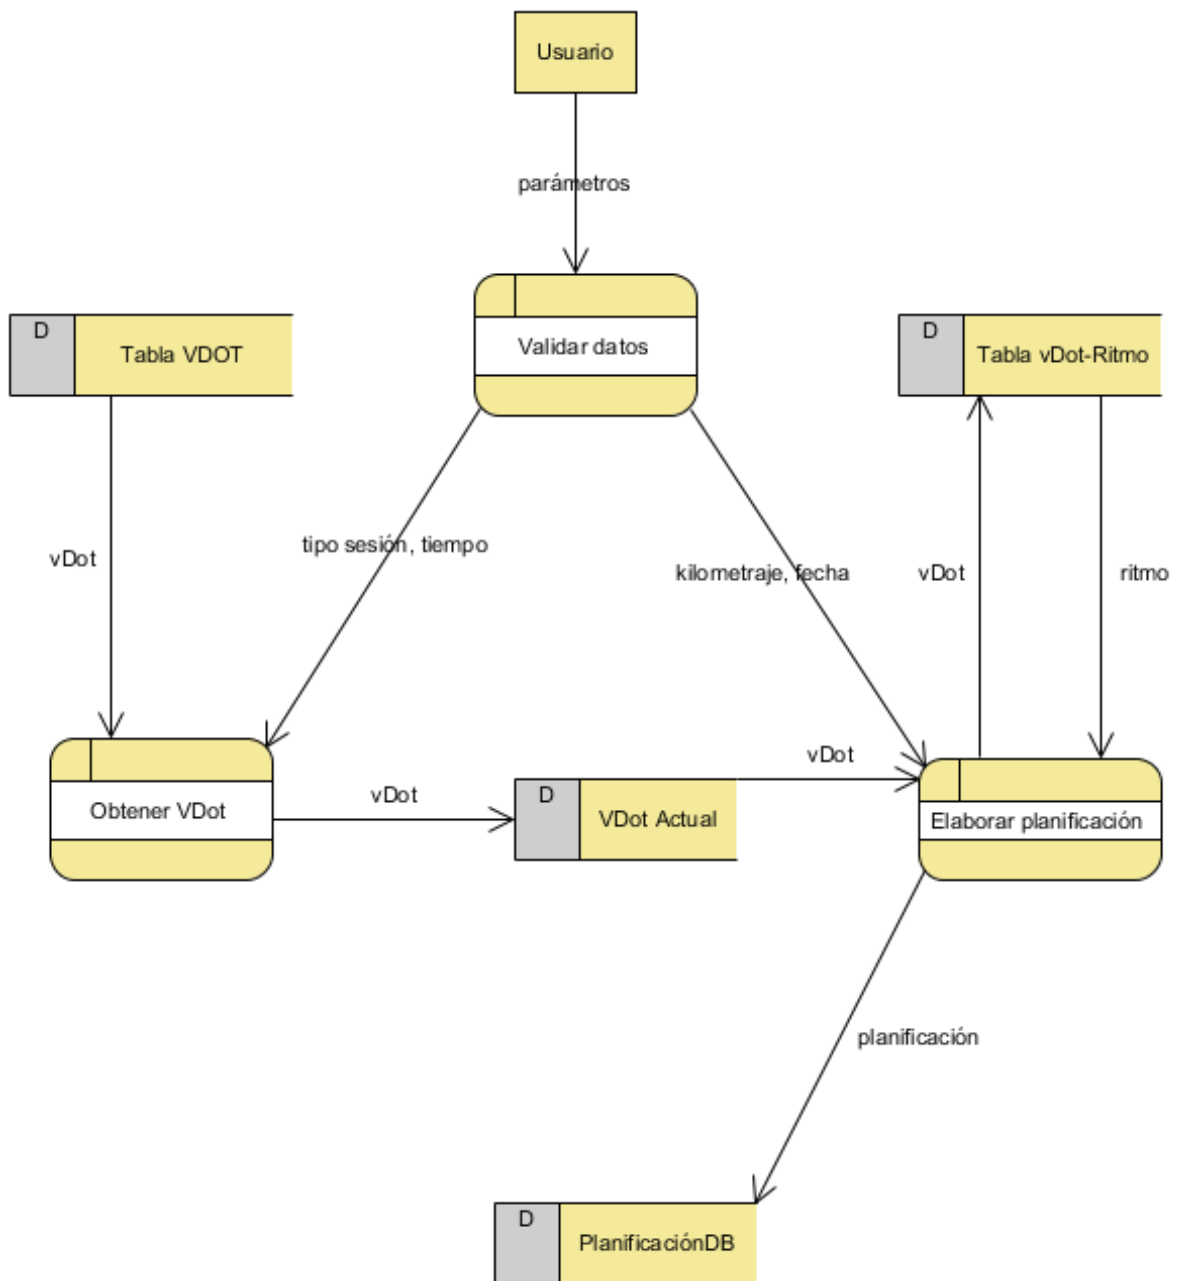 Usuario
parámetros
D
Tabla VDOT
Validar datos
D
Tabla vDot-Ritmo
vDot
tipo sesión, tiempo
kilometraje, fecha
vDot
ritmo
Obtener VDot
vDot
D
VDot Actual
vDot
Elaborar planificación
planificación
D
PlanificaciónDB